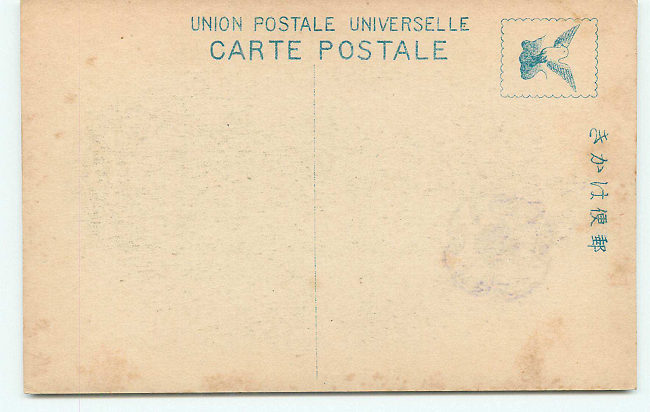 UNION POSTALE UNIVERSELLE
CARTE POSTALE
郵便はかき